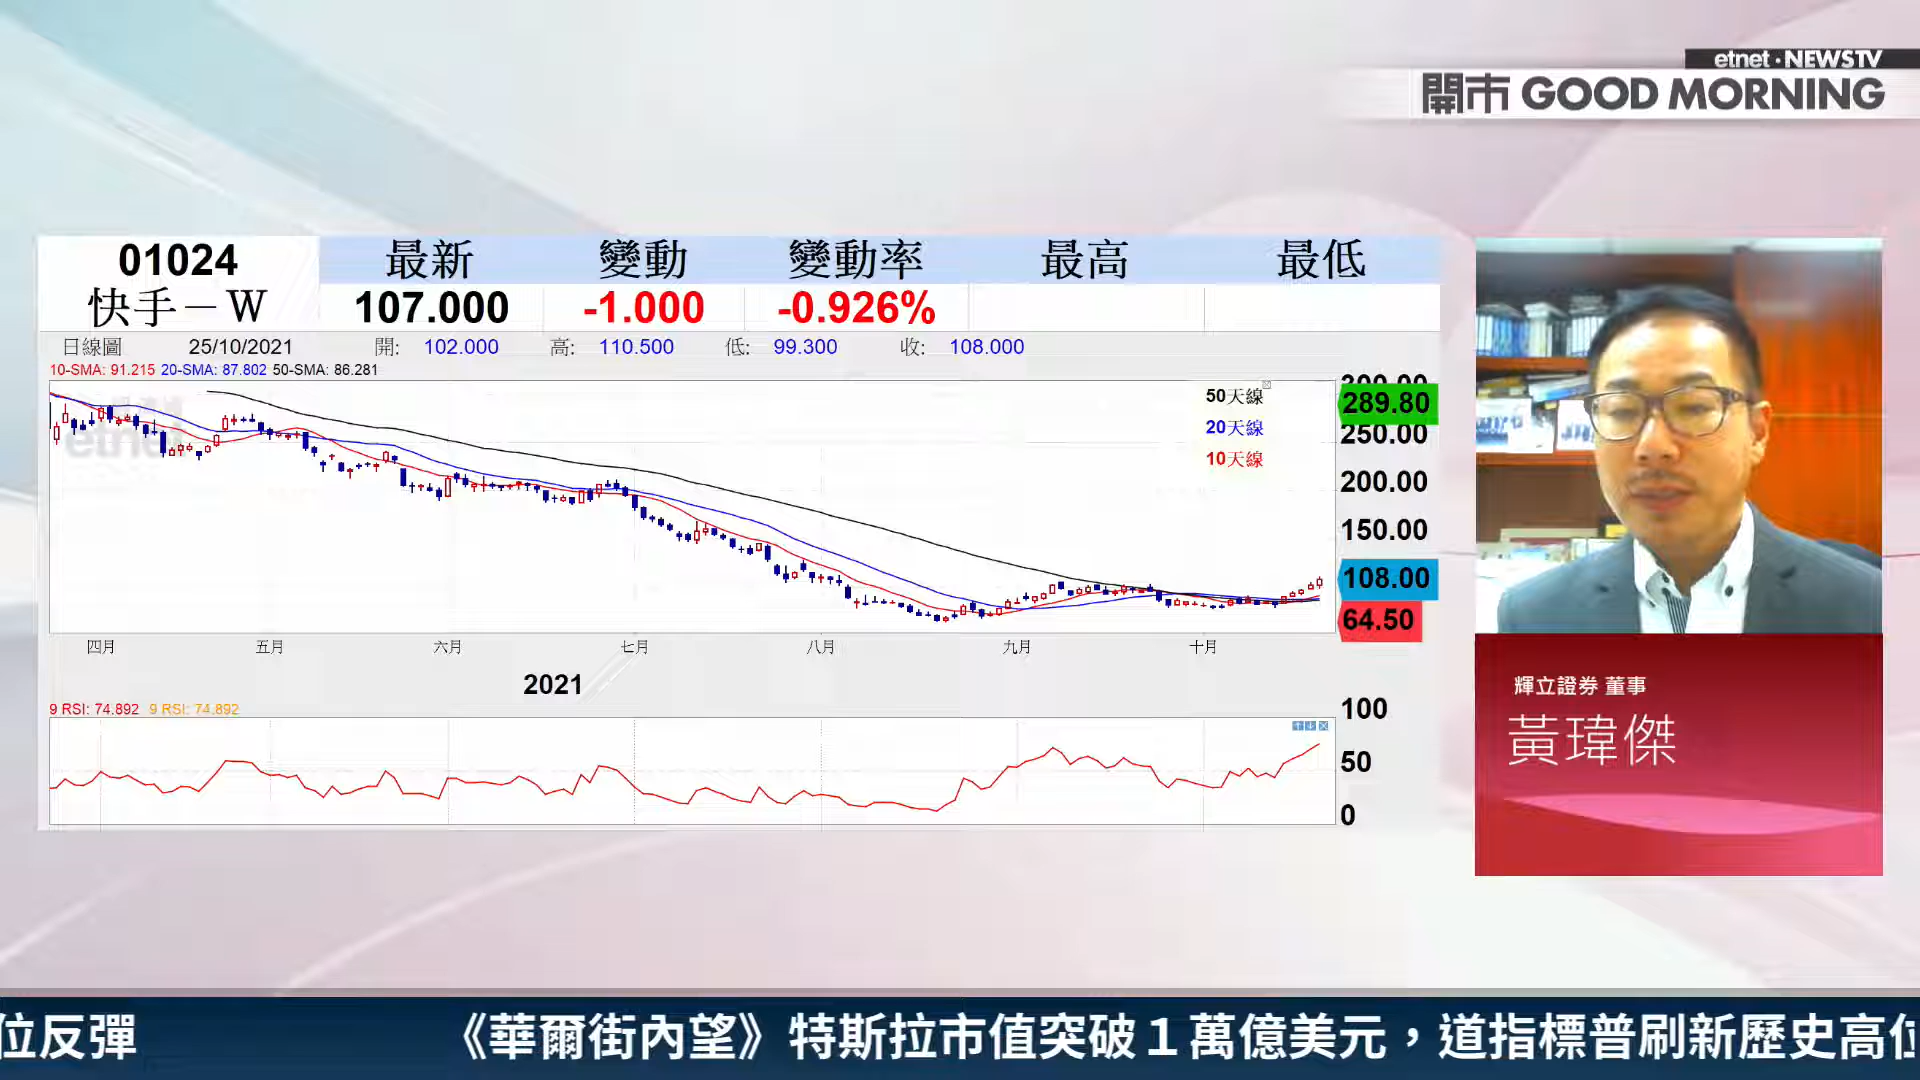 etnet · NEWSTV
開市 GOOD MORNING
01024
快手－W
最新 變動 變動率 最高 最低
107.000 -1.000 -0.926%
日線圖 25/10/2021 開: 102.000 高: 110.500 低: 99.300 收: 108.000
10-SMA: 91.215 20-SMA: 87.802 50-SMA: 86.281
etnet
50天線
20天線
10天線
300.00
289.80
250.00
200.00
150.00
108.00
64.50
四月 五月 六月 七月 八月 九月 十月
2021
9 RSI: 74.892 9 RSI: 74.892
100
50
0
輝立證券 董事
黃瑋傑
位反彈 《華爾街內望》特斯拉市值突破１萬億美元，道指標普刷新歷史高位